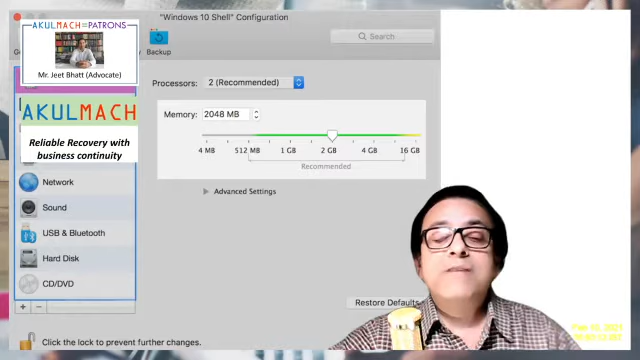 "Windows 10 Shell" Configuration
AKULMACH=PATRONS
Mr. Jeet Bhatt (Advocate)
Backup
Search
Processors: 2 (Recommended)
AKULMACH
Reliable Recovery with
business continuity
Memory: 2048 MB
4 MB 512 MB 1 GB 2 GB 4 GB 16 GB
Recommended
Advanced Settings
Network
Sound
USB & Bluetooth
Hard Disk
CD/DVD
+ −
Restore Defaults
Click the lock to prevent further changes.